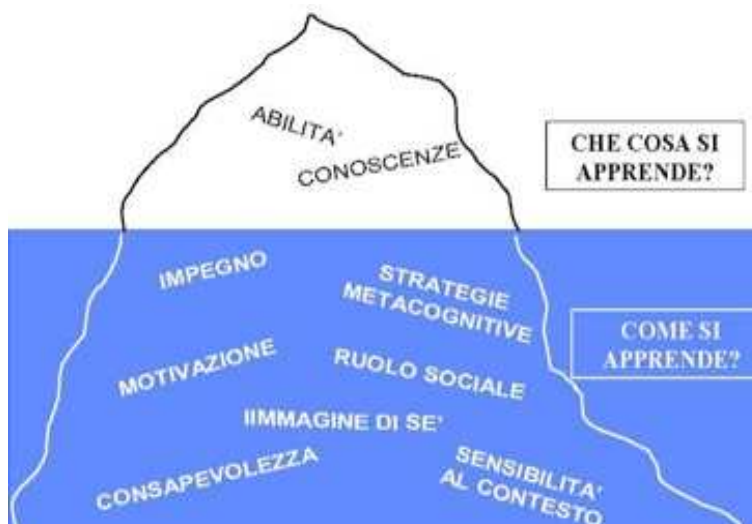 ABILITA'
CONOSCENZE
CHE COSA SI
APPRENDE?
IMPEGNO
STRATEGIE
METACOGNITIVE
COME SI
APPRENDE?
MOTIVAZIONE
RUOLO SOCIALE
IIMMAGINE DI SE'
CONSAPEVOLEZZA
SENSIBILITA'
AL CONTESTO